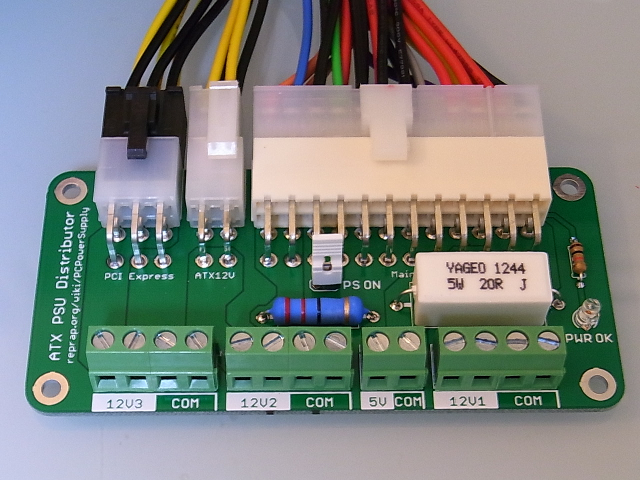 ATX PSU Distributor
reprap.org/wiki/PCPowerSupply
PCI Express
ATX12V
PS ON
Main
YAGEO 1244
5W 20R J
PWR OK
12V3 COM
12V2 COM
5V COM
12V1 COM